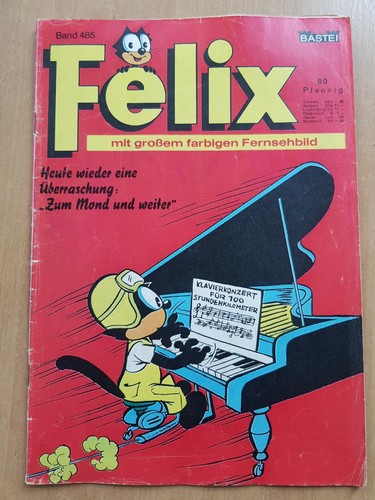 Band 485
BASTEI
Felix
80
Pfennig
mit großem farbigen Fernsehbild
Heute wieder eine
Überraschung:
„Zum Mond und weiter“
KLAVIERKONZERT
FÜR 100
STUNDENKILOMETER